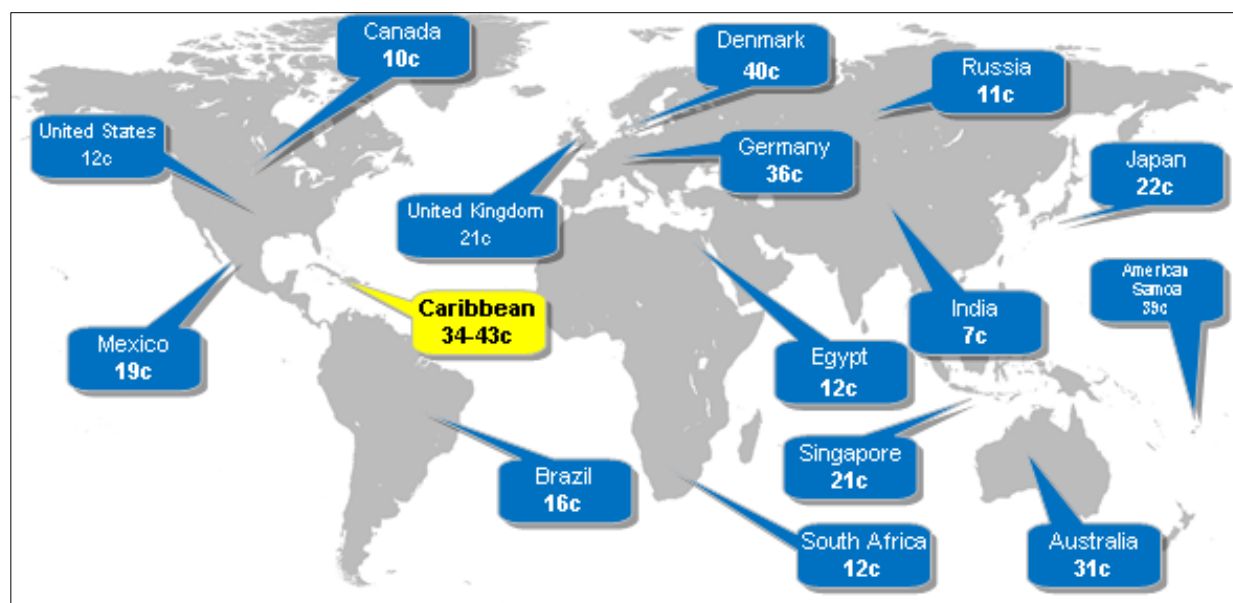 Canada
10c
Denmark
40c
Russia
11c
United States
12c
Germany
36c
Japan
22c
United Kingdom
21c
American
Samoa
39c
Caribbean
34-43c
India
7c
Mexico
19c
Egypt
12c
Singapore
21c
Brazil
16c
South Africa
12c
Australia
31c